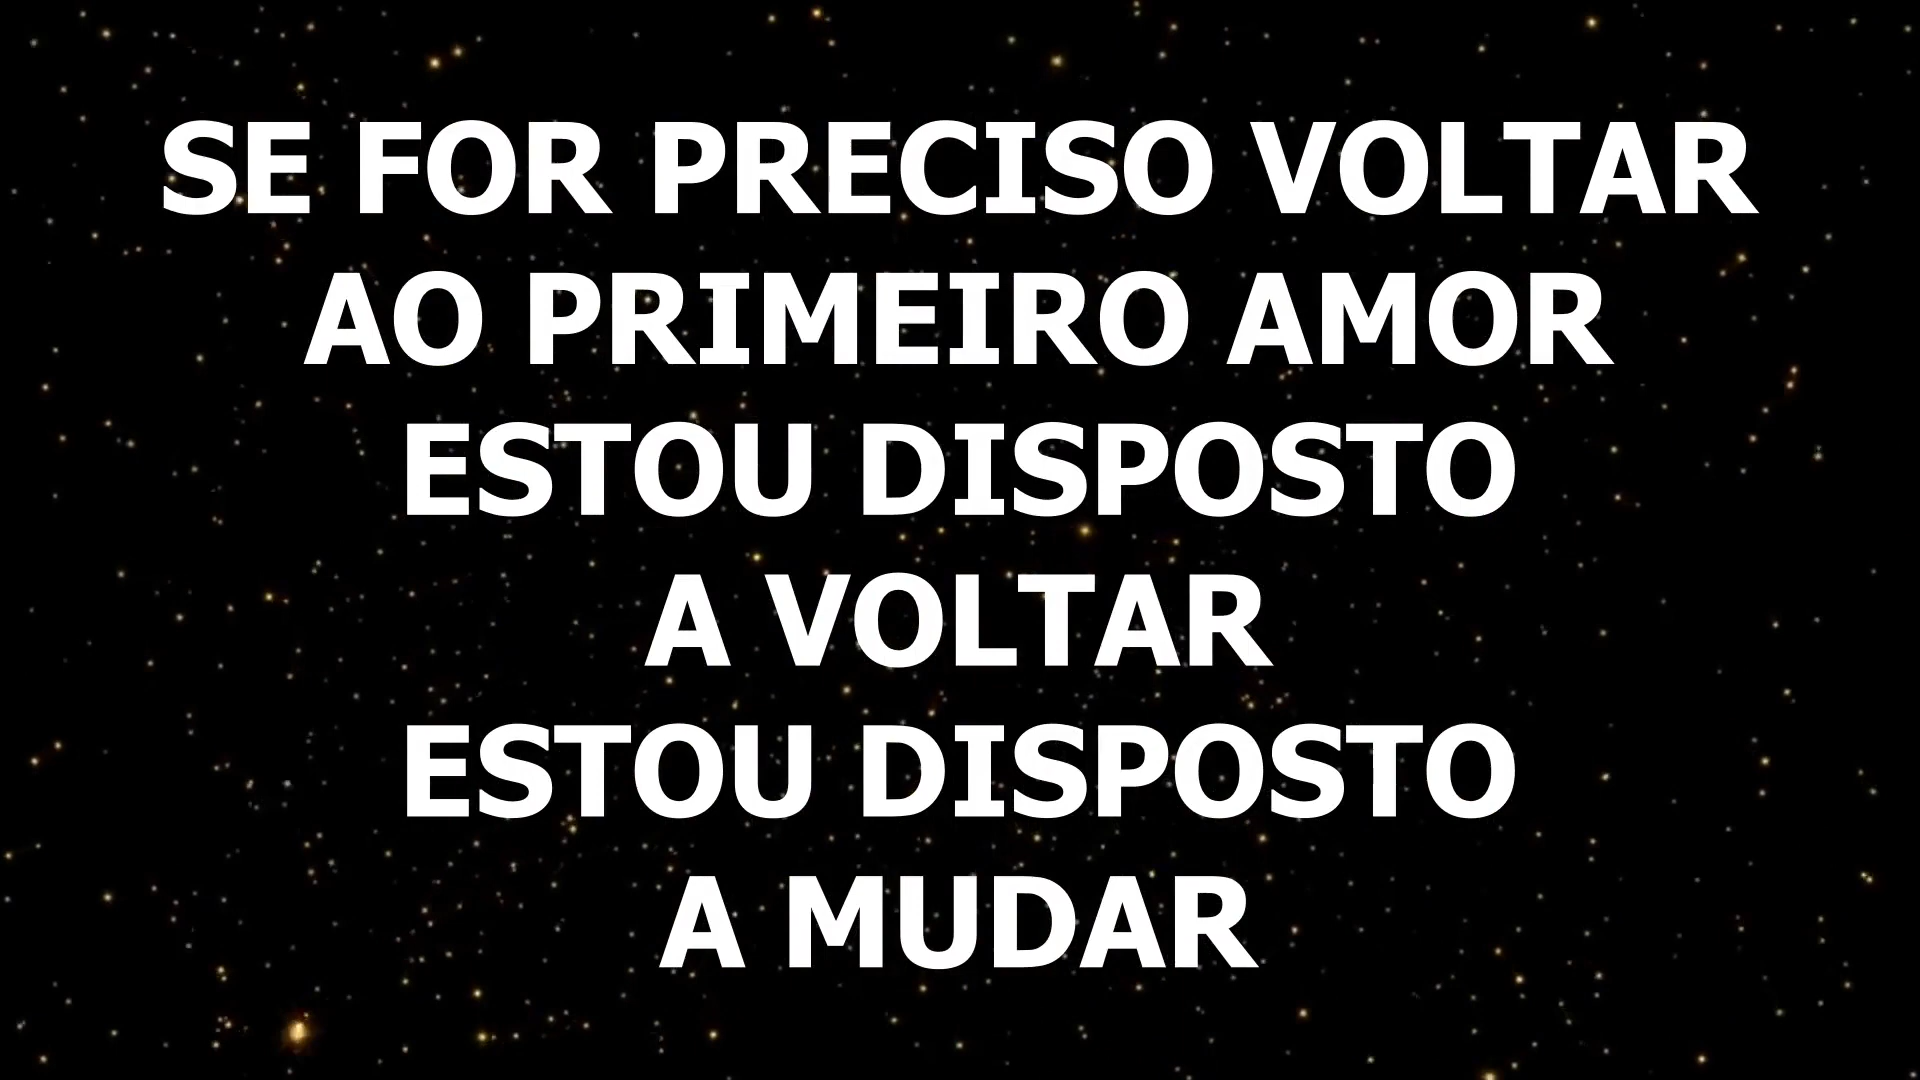 SE FOR PRECISO VOLTAR
AO PRIMEIRO AMOR
ESTOU DISPOSTO
A VOLTAR
ESTOU DISPOSTO
A MUDAR